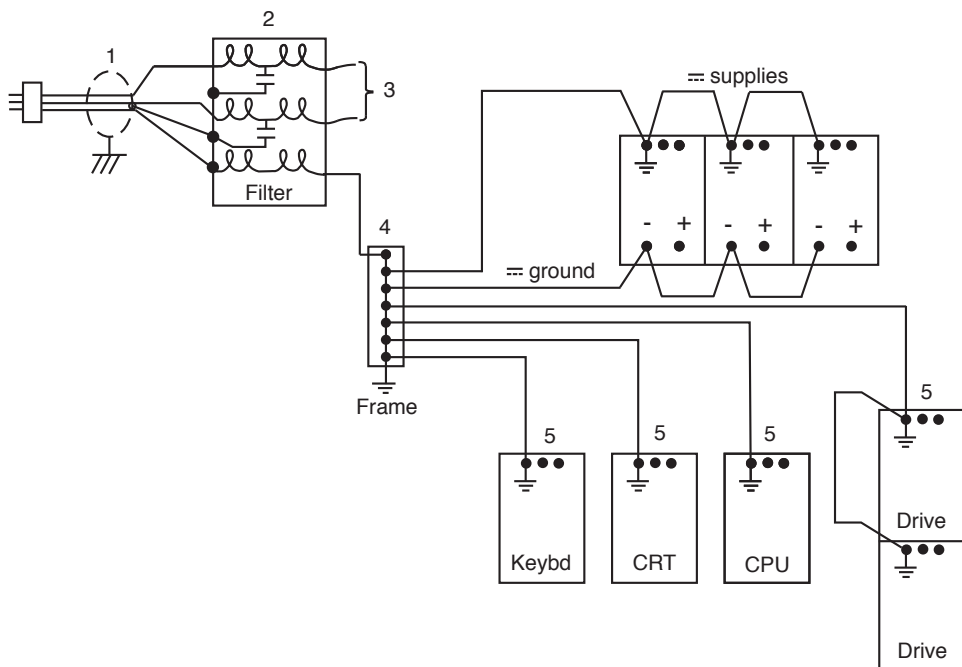 2
1
3
Filter
⎓ supplies
- + - + - +
4
⎓ ground
Frame
5
5 5 5
Drive
Keybd CRT CPU
Drive